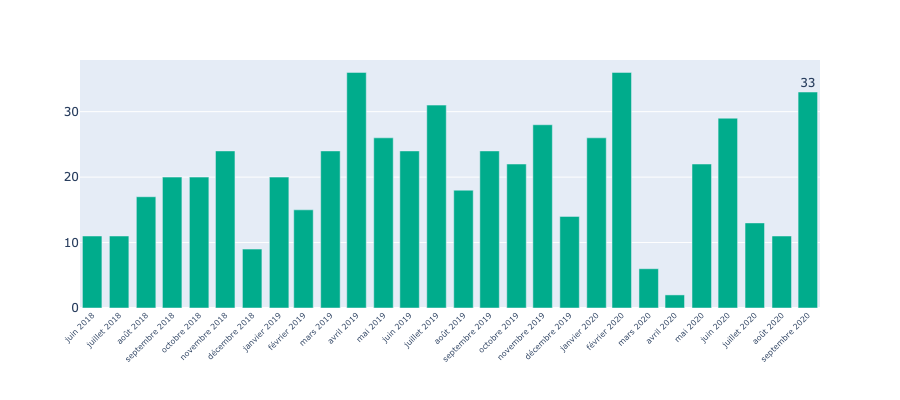 33
30
20
10
0
juin 2018
juillet 2018
août 2018
septembre 2018
octobre 2018
novembre 2018
décembre 2018
janvier 2019
février 2019
mars 2019
avril 2019
mai 2019
juin 2019
juillet 2019
août 2019
septembre 2019
octobre 2019
novembre 2019
décembre 2019
janvier 2020
février 2020
mars 2020
avril 2020
mai 2020
juin 2020
juillet 2020
août 2020
septembre 2020